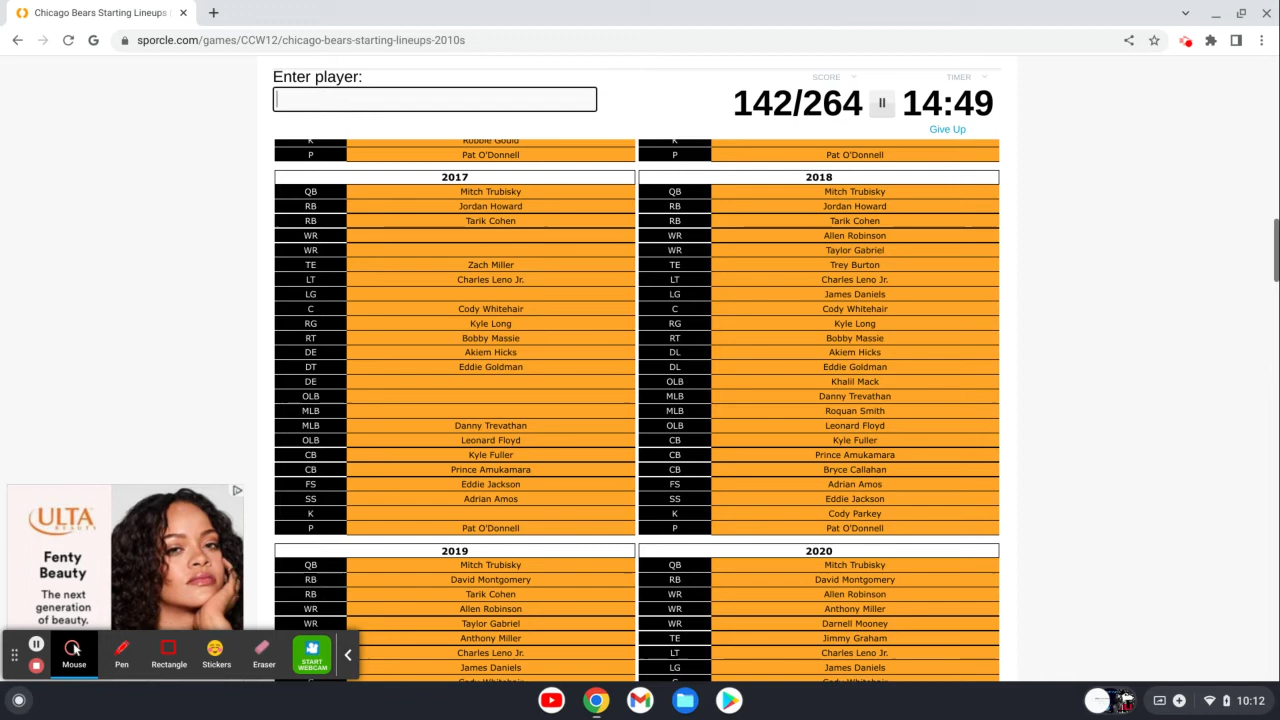 Chicago Bears Starting Lineups (
sporcle.com/games/CCW12/chicago-bears-starting-lineups-2010s
Enter player:
SCORE TIMER
142/264 14:49
Give Up
K Robbie Gould K
P Pat O'Donnell P Pat O'Donnell
2017 2018
QB Mitch Trubisky QB Mitch Trubisky
RB Jordan Howard RB Jordan Howard
RB Tarik Cohen RB Tarik Cohen
WR WR Allen Robinson
WR WR Taylor Gabriel
TE Zach Miller TE Trey Burton
LT Charles Leno Jr. LT Charles Leno Jr.
LG LG James Daniels
C Cody Whitehair C Cody Whitehair
RG Kyle Long RG Kyle Long
RT Bobby Massie RT Bobby Massie
DE Akiem Hicks DL Akiem Hicks
DT Eddie Goldman DL Eddie Goldman
DE OLB Khalil Mack
OLB MLB Danny Trevathan
MLB MLB Roquan Smith
MLB Danny Trevathan OLB Leonard Floyd
OLB Leonard Floyd CB Kyle Fuller
CB Kyle Fuller CB Prince Amukamara
CB Prince Amukamara CB Bryce Callahan
FS Eddie Jackson FS Adrian Amos
SS Adrian Amos SS Eddie Jackson
K K Cody Parkey
P Pat O'Donnell P Pat O'Donnell
2019 2020
QB Mitch Trubisky QB Mitch Trubisky
RB David Montgomery RB David Montgomery
RB Tarik Cohen WR Allen Robinson
WR Allen Robinson WR Anthony Miller
WR Taylor Gabriel WR Darnell Mooney
Anthony Miller TE Jimmy Graham
Charles Leno Jr. LT Charles Leno Jr.
James Daniels LG James Daniels
Cody Whitehair Cody Whitehair
ULTA
BEAUTY
Fenty
Beauty
The next
generation
of beauty.
Mouse Pen Rectangle Stickers Eraser START
WEBCAM
10:12